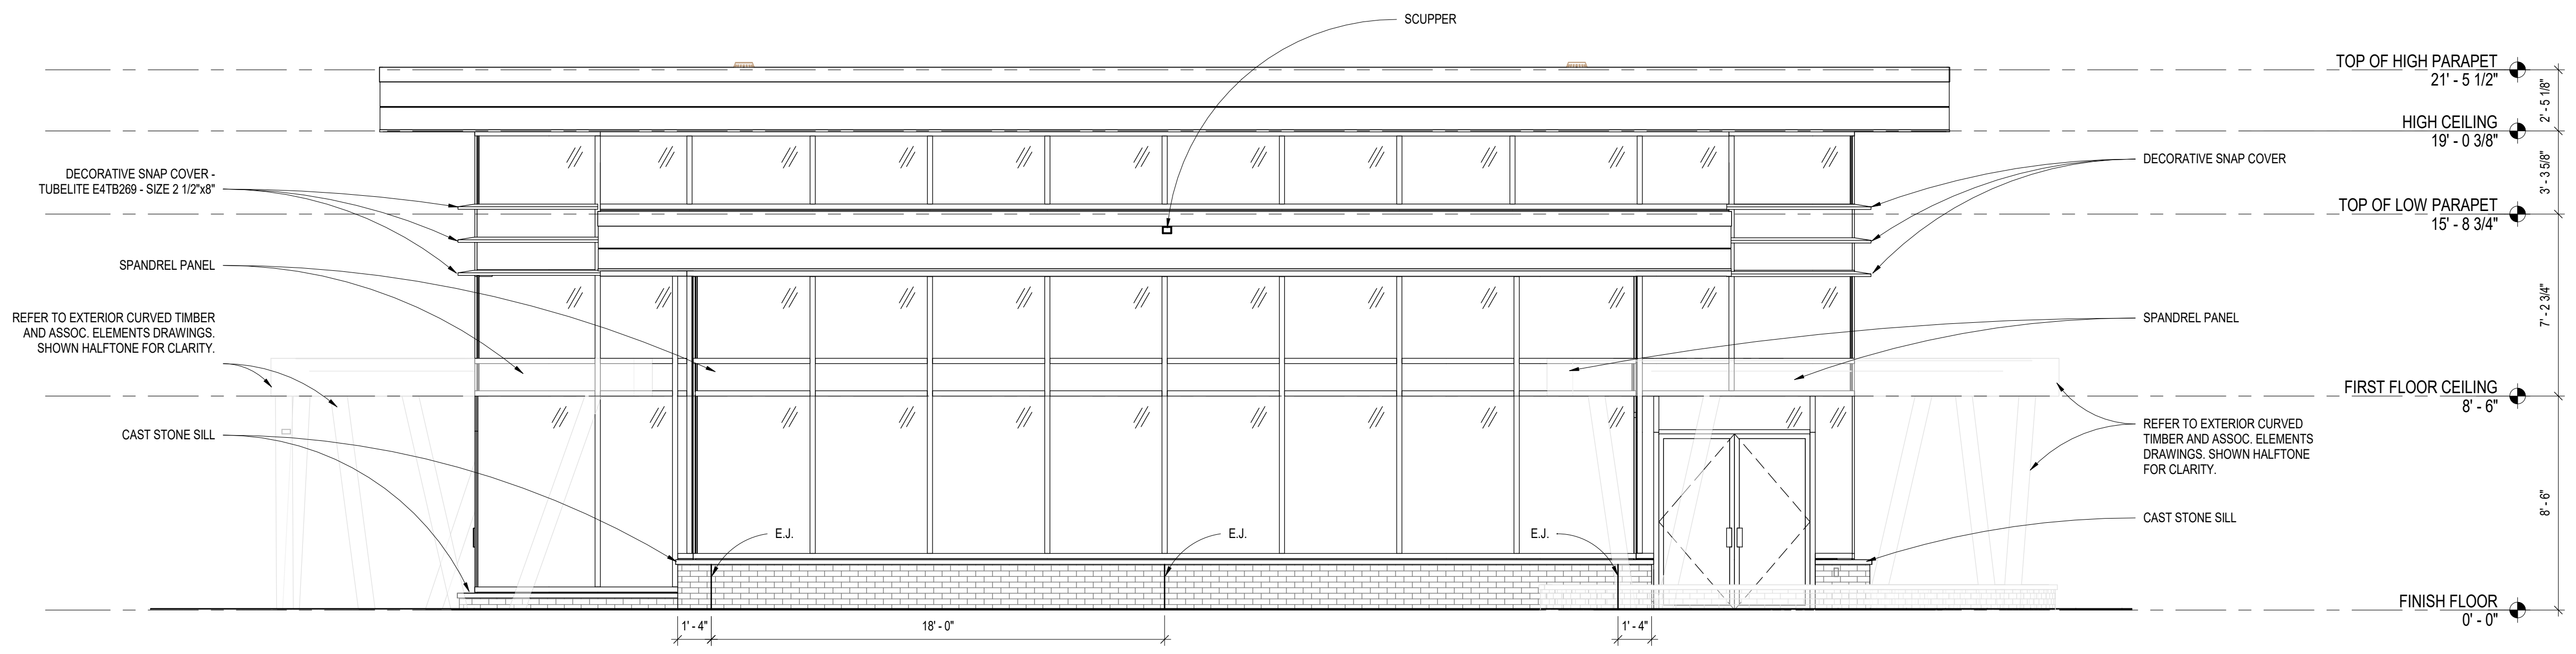 SCUPPER
TOP OF HIGH PARAPET
21' - 5 1/2"
2' - 5 1/8"
HIGH CEILING
19' - 0 3/8"
DECORATIVE SNAP COVER -
TUBELITE E4TB269 - SIZE 2 1/2"x8"
DECORATIVE SNAP COVER
3' - 3 5/8"
TOP OF LOW PARAPET
15' - 8 3/4"
SPANDREL PANEL
REFER TO EXTERIOR CURVED TIMBER
AND ASSOC. ELEMENTS DRAWINGS.
SHOWN HALFTONE FOR CLARITY.
SPANDREL PANEL
7' - 2 3/4"
FIRST FLOOR CEILING
8' - 6"
CAST STONE SILL
REFER TO EXTERIOR CURVED
TIMBER AND ASSOC. ELEMENTS
DRAWINGS. SHOWN HALFTONE
FOR CLARITY.
8' - 6"
CAST STONE SILL
E.J.
E.J.
E.J.
FINISH FLOOR
0' - 0"
1' - 4"
18' - 0"
1' - 4"